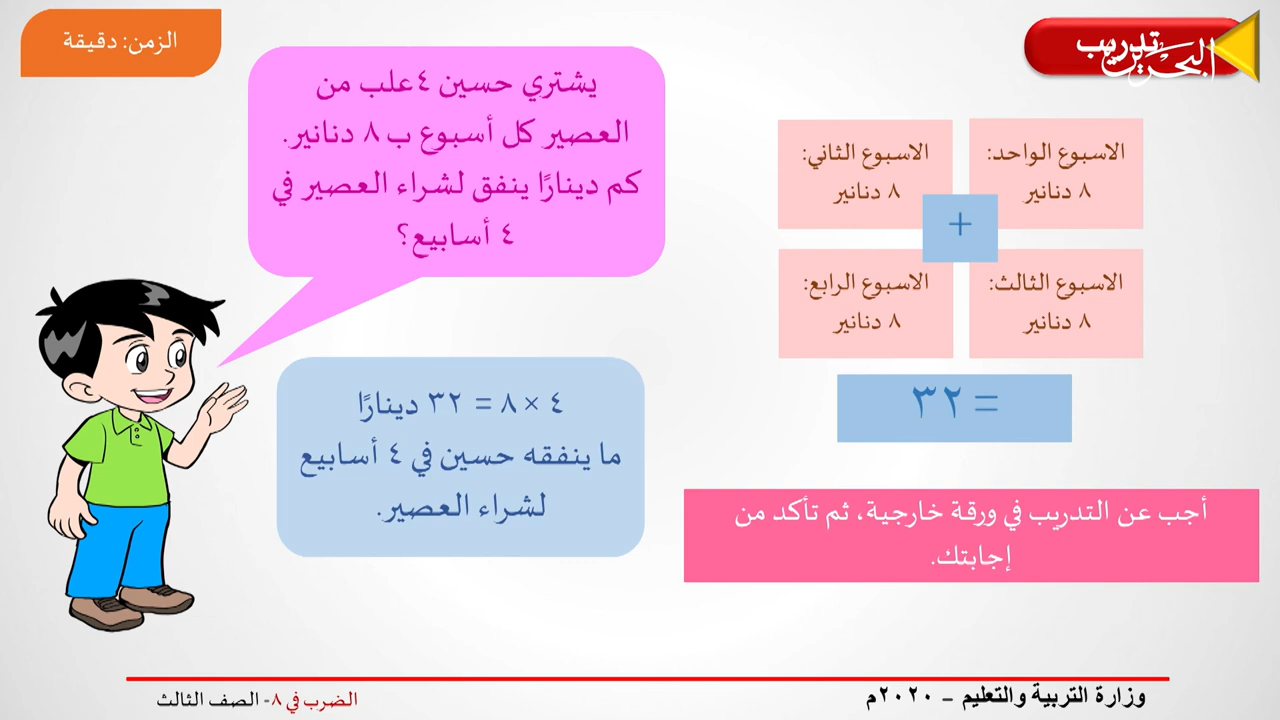 تدريب
البحرين
الزمن: دقيقة
يشتري حسين ٤ علب من
العصير كل أسبوع ب ٨ دنانير.
كم دينارًا ينفق لشراء العصير في
٤ أسابيع؟
الاسبوع الواحد:
٨ دنانير
الاسبوع الثاني:
٨ دنانير
+
الاسبوع الثالث:
٨ دنانير
الاسبوع الرابع:
٨ دنانير
= ٣٢
٤ × ٨ = ٣٢ دينارًا
ما ينفقه حسين في ٤ أسابيع
لشراء العصير.
أجب عن التدريب في ورقة خارجية، ثم تأكد من
إجابتك.
وزارة التربية والتعليم – ٢٠٢٠م
الضرب في ٨- الصف الثالث